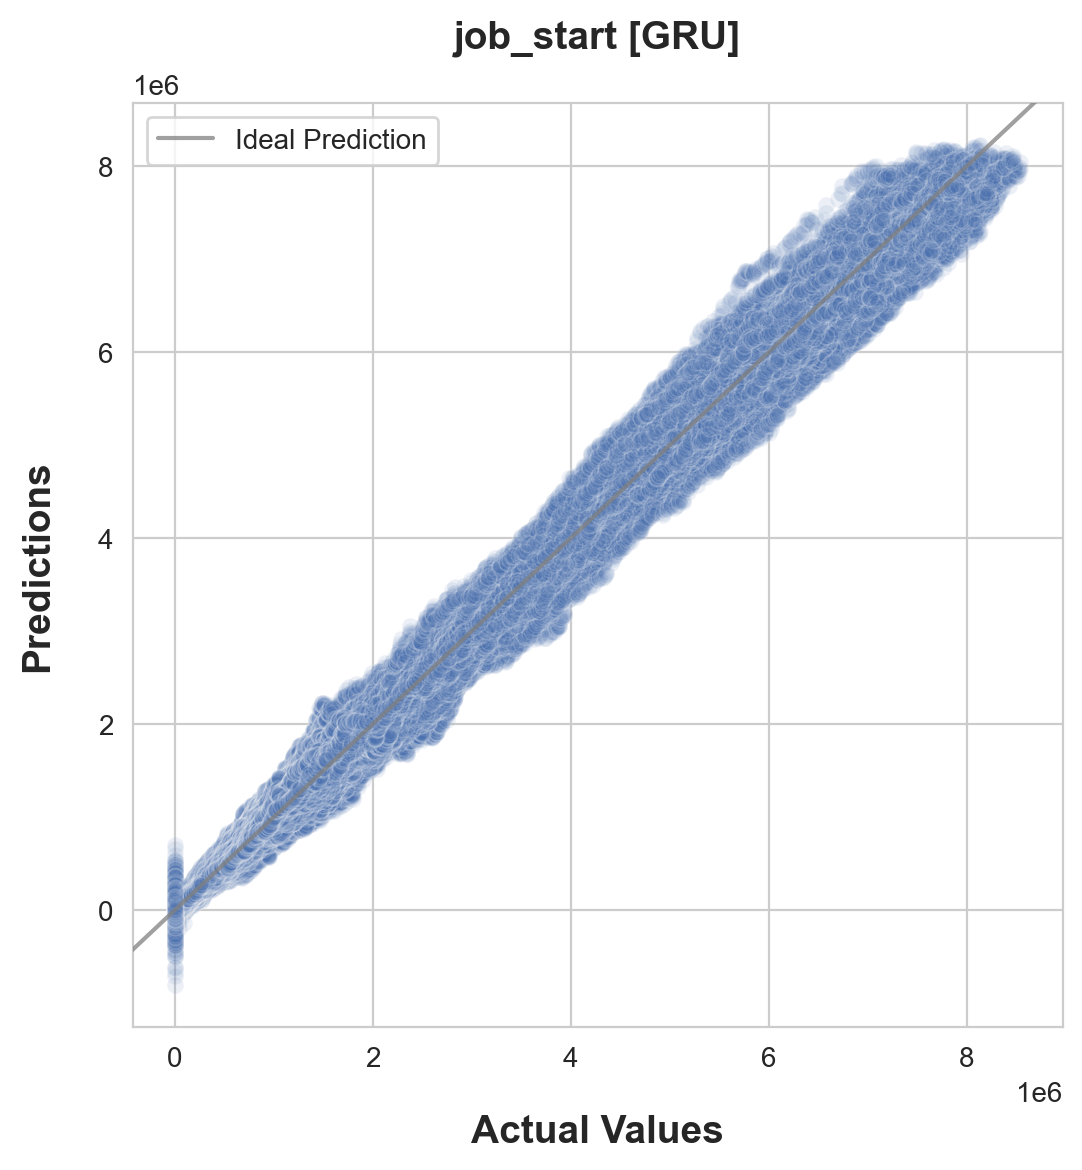 job_start [GRU]
1e6
Ideal Prediction
8
6
4
2
0
Predictions
0 2 4 6 8
1e6
Actual Values